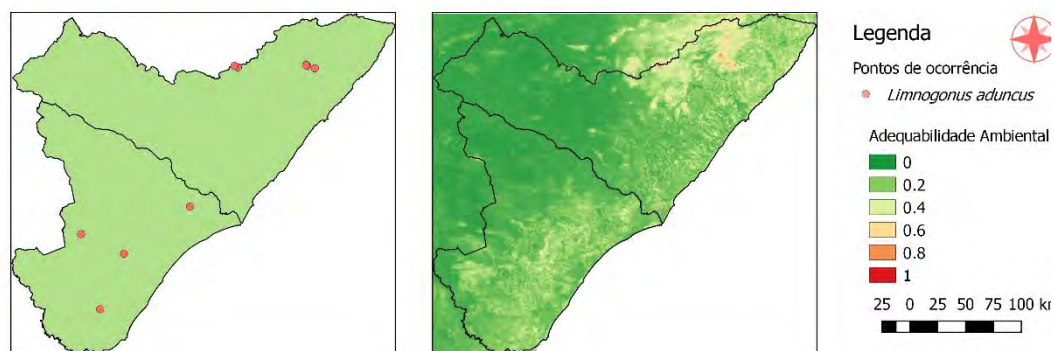 Legenda
Pontos de ocorrência
Limnogonus aduncus
Adequabilidade Ambiental
0
0.2
0.4
0.6
0.8
1
25 0 25 50 75 100 km